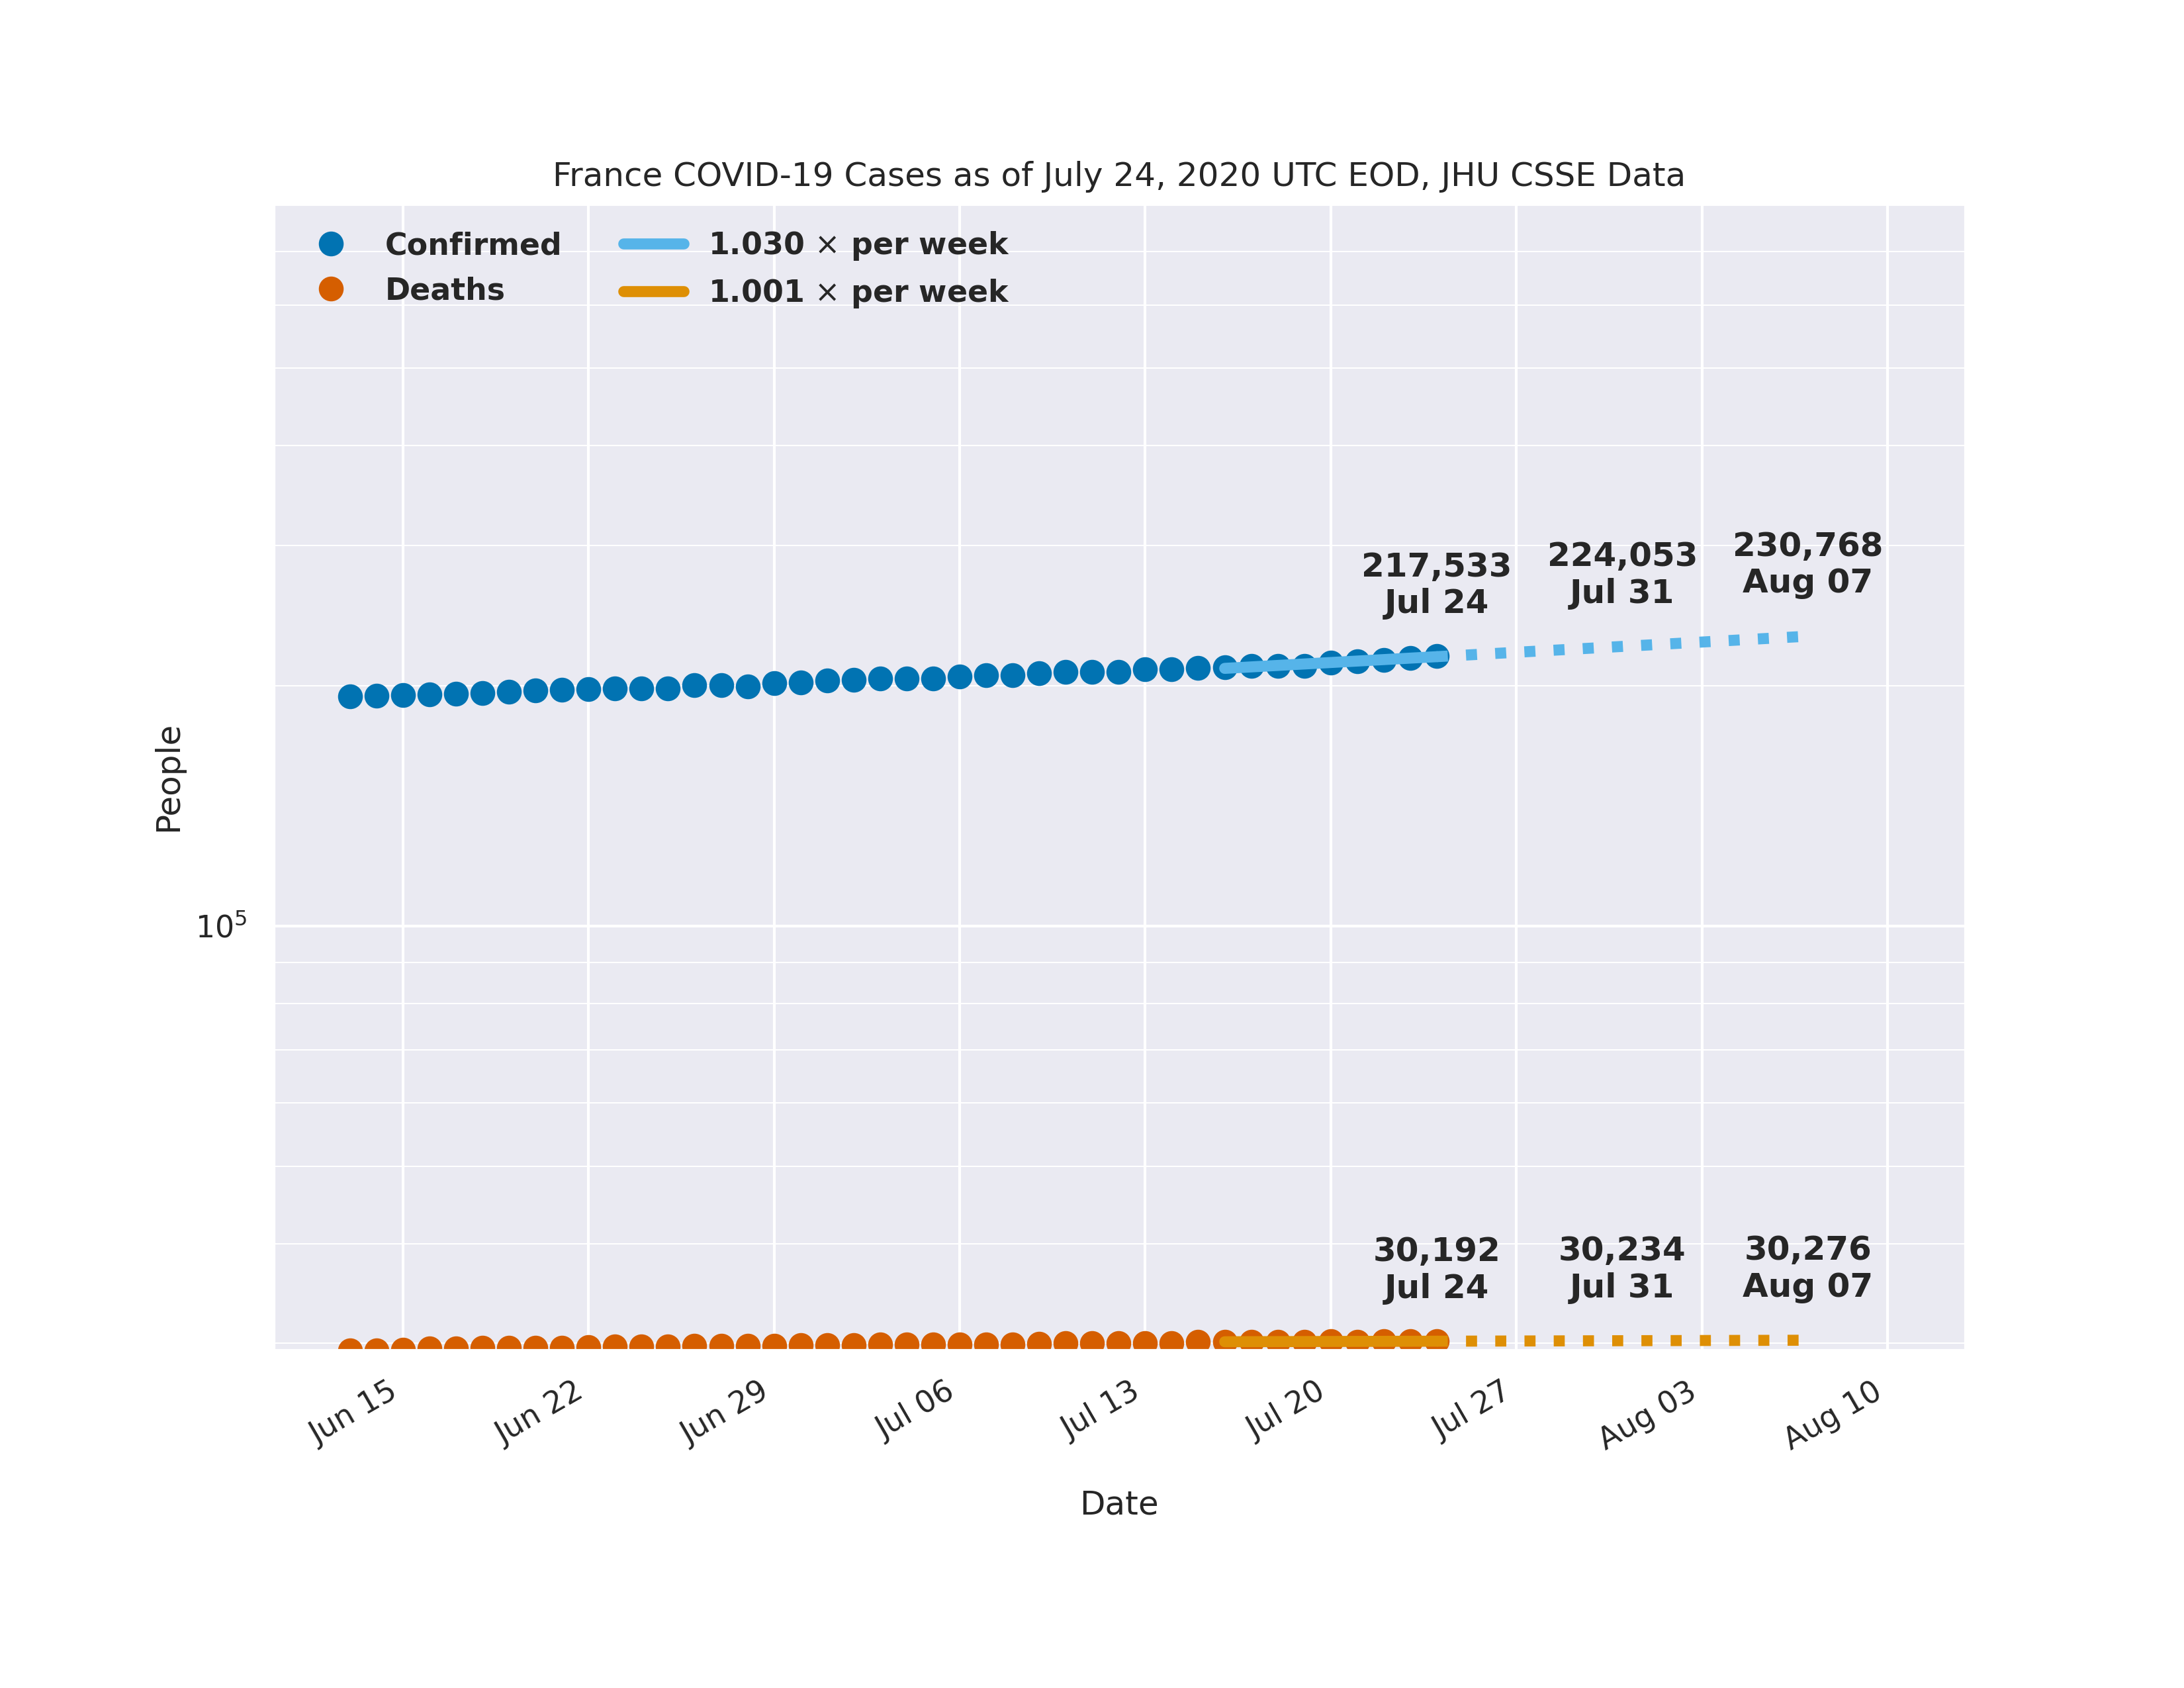 France COVID-19 Cases as of July 24, 2020 UTC EOD, JHU CSSE Data
Confirmed
Deaths
1.030 × per week
1.001 × per week
217,533
Jul 24
224,053
Jul 31
230,768
Aug 07
People
10⁵
30,192
Jul 24
30,234
Jul 31
30,276
Aug 07
Jun 15
Jun 22
Jun 29
Jul 06
Jul 13
Jul 20
Jul 27
Aug 03
Aug 10
Date